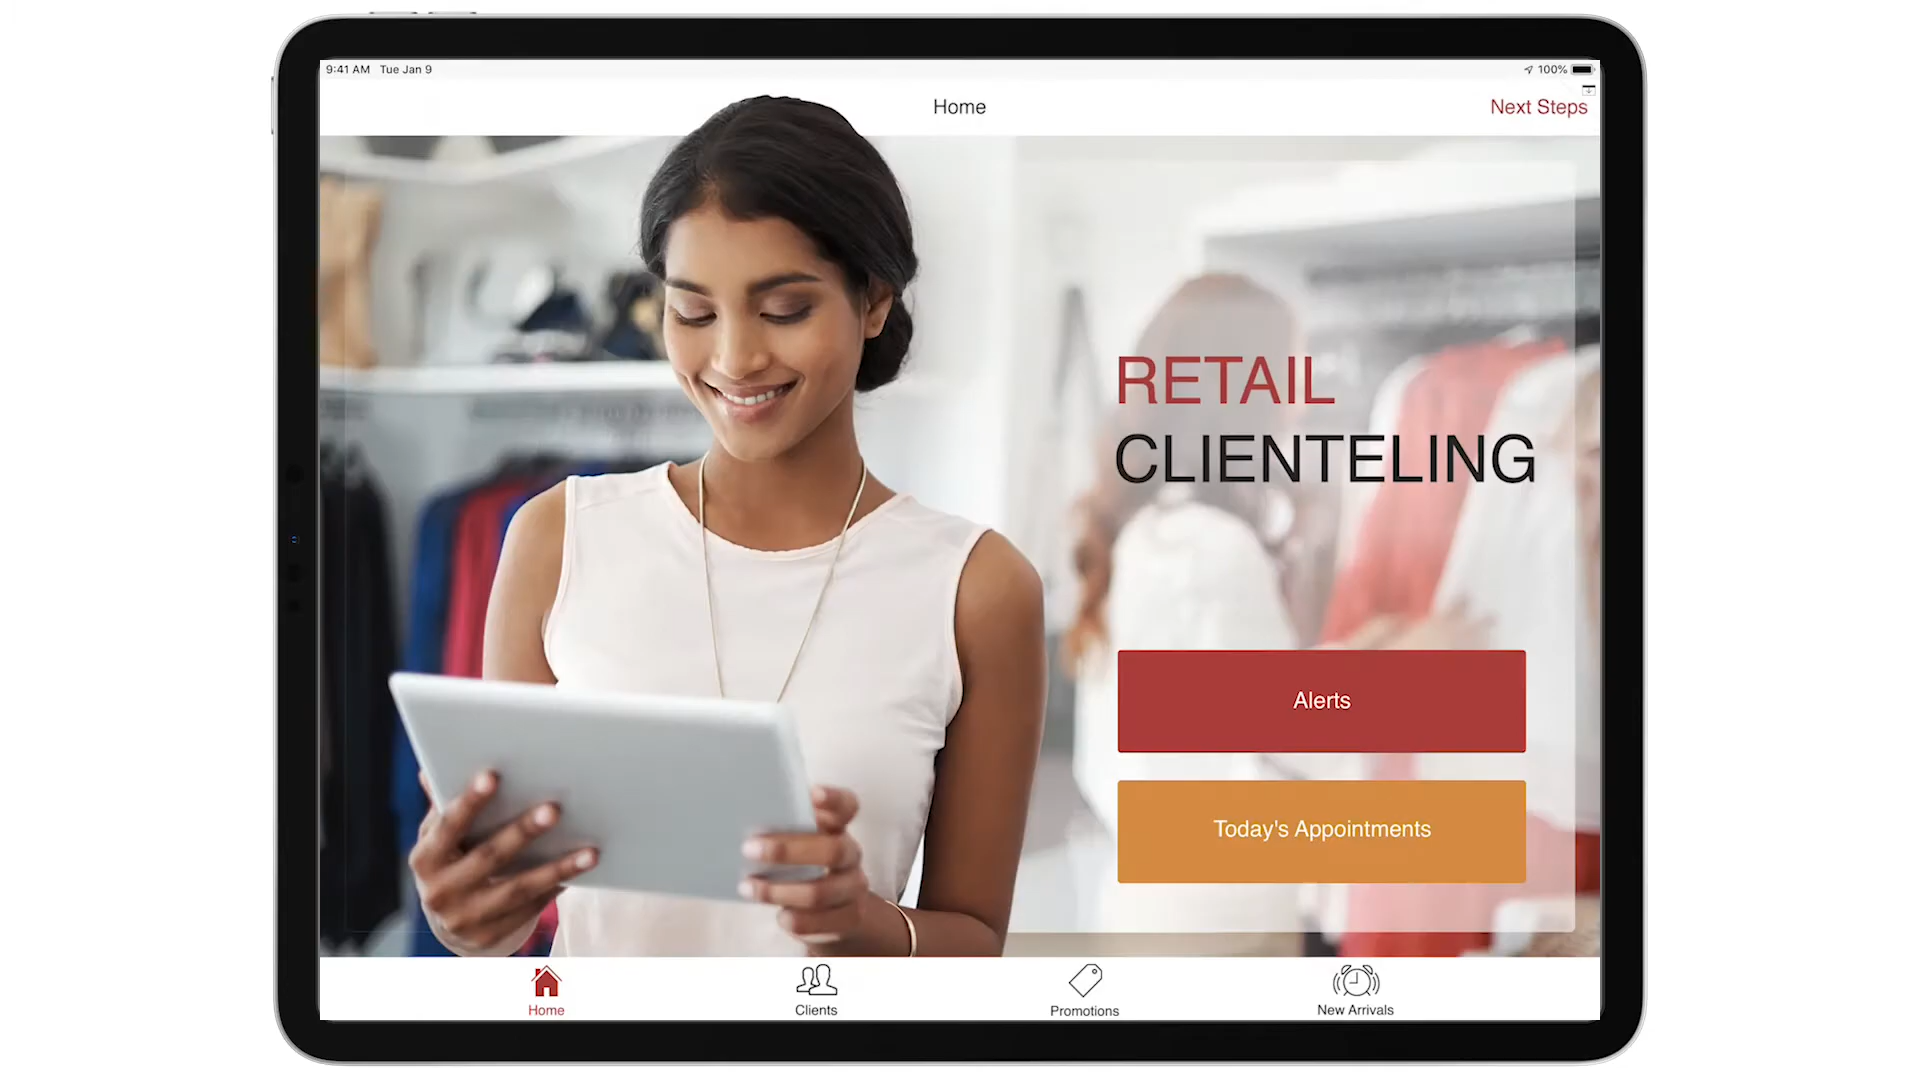 9:41 AM Tue Jan 9
100%
Home
Next Steps
RETAIL
CLIENTELING
Alerts
Today's Appointments
Home
Clients
Promotions
New Arrivals